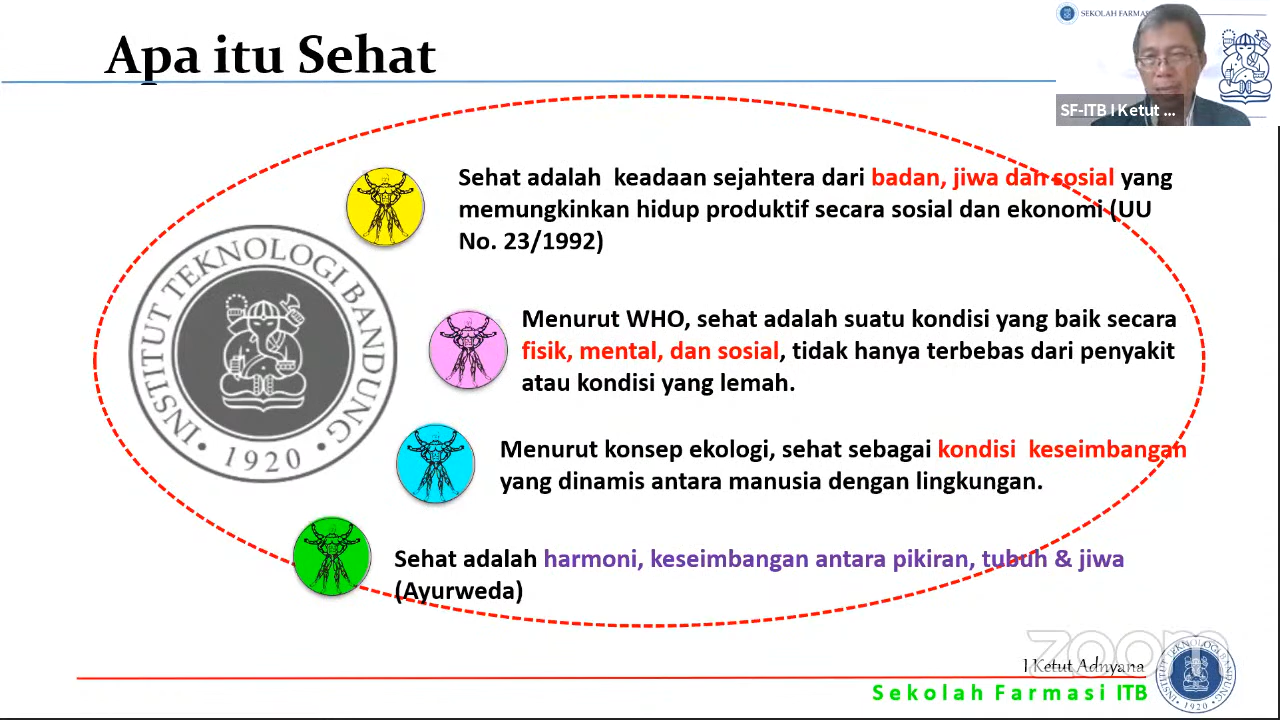 Apa itu Sehat
SEKOLAH FARMASI
SF-ITB I Ketut ...
Sehat adalah keadaan sejahtera dari badan, jiwa dan sosial yang
memungkinkan hidup produktif secara sosial dan ekonomi (UU
No. 23/1992)
INSTITUT TEKNOLOGI BANDUNG
1920
Menurut WHO, sehat adalah suatu kondisi yang baik secara
fisik, mental, dan sosial, tidak hanya terbebas dari penyakit
atau kondisi yang lemah.
Menurut konsep ekologi, sehat sebagai kondisi keseimbangan
yang dinamis antara manusia dengan lingkungan.
Sehat adalah harmoni, keseimbangan antara pikiran, tubuh & jiwa
(Ayurweda)
zoom
I Ketut Adnyana
Sekolah Farmasi ITB
INSTITUT TEKNOLOGI BANDUNG
1920